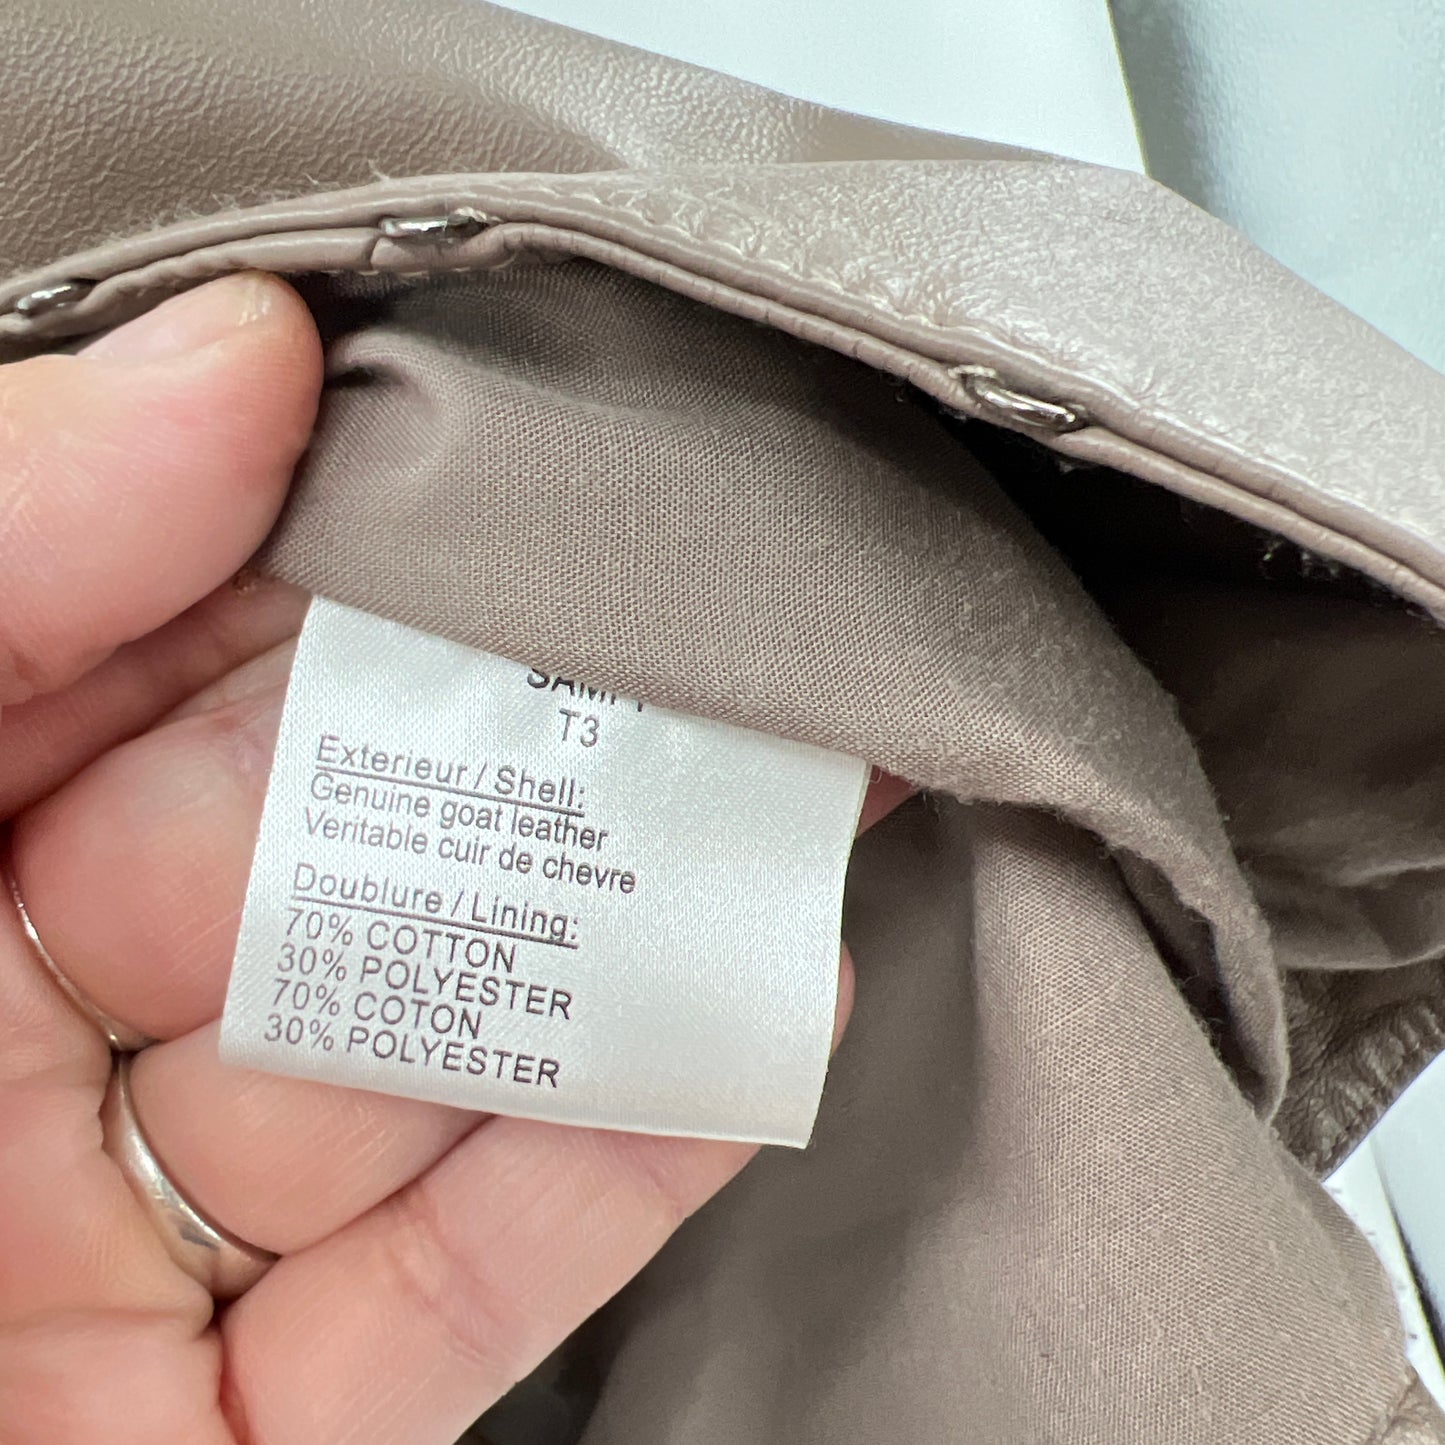 T3
Exterieur / Shell:
Genuine goat leather
Veritable cuir de chevre
Doublure / Lining:
70% COTTON
30% POLYESTER
70% COTON
30% POLYESTER